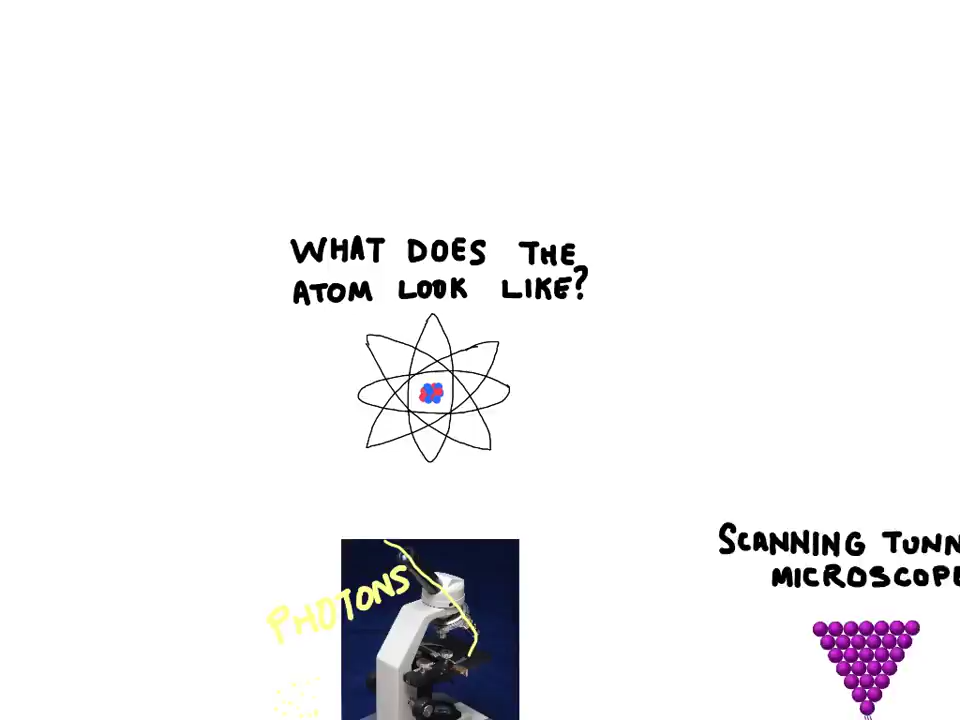 WHAT DOES THE
ATOM LOOK LIKE?
PHOTONS
SCANNING TUNN
MICROSCOPE